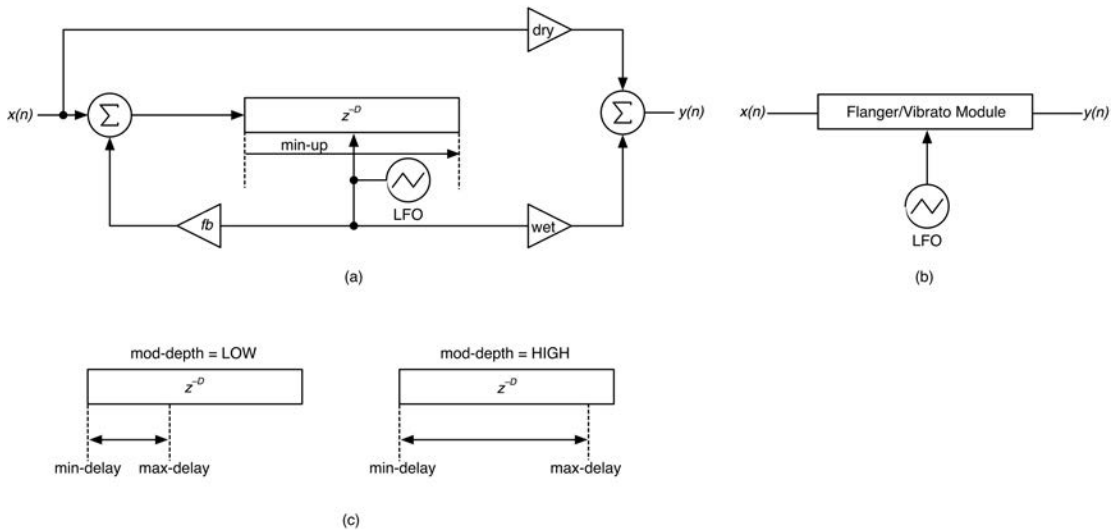 dry
x(n)
Σ
z⁻ᴰ
Σ
y(n)
min-up
LFO
fb
wet
(a)
x(n)
Flanger/Vibrato Module
y(n)
LFO
(b)
mod-depth = LOW
z⁻ᴰ
min-delay
max-delay
mod-depth = HIGH
z⁻ᴰ
min-delay
max-delay
(c)